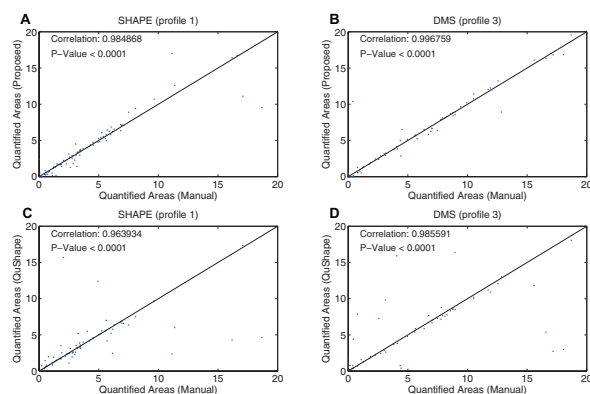 A
SHAPE (profile 1)
Correlation: 0.984868
P-Value < 0.0001
Quantified Areas (Proposed)
20
15
10
5
0
0 5 10 15 20
Quantified Areas (Manual)
B
DMS (profile 3)
Correlation: 0.996759
P-Value < 0.0001
Quantified Areas (Proposed)
20
15
10
5
0
0 5 10 15 20
Quantified Areas (Manual)
C
SHAPE (profile 1)
Correlation: 0.963934
P-Value < 0.0001
Quantified Areas (QuShape)
20
15
10
5
0
0 5 10 15 20
Quantified Areas (Manual)
D
DMS (profile 3)
Correlation: 0.985591
P-Value < 0.0001
Quantified Areas (QuShape)
20
15
10
5
0
0 5 10 15 20
Quantified Areas (Manual)